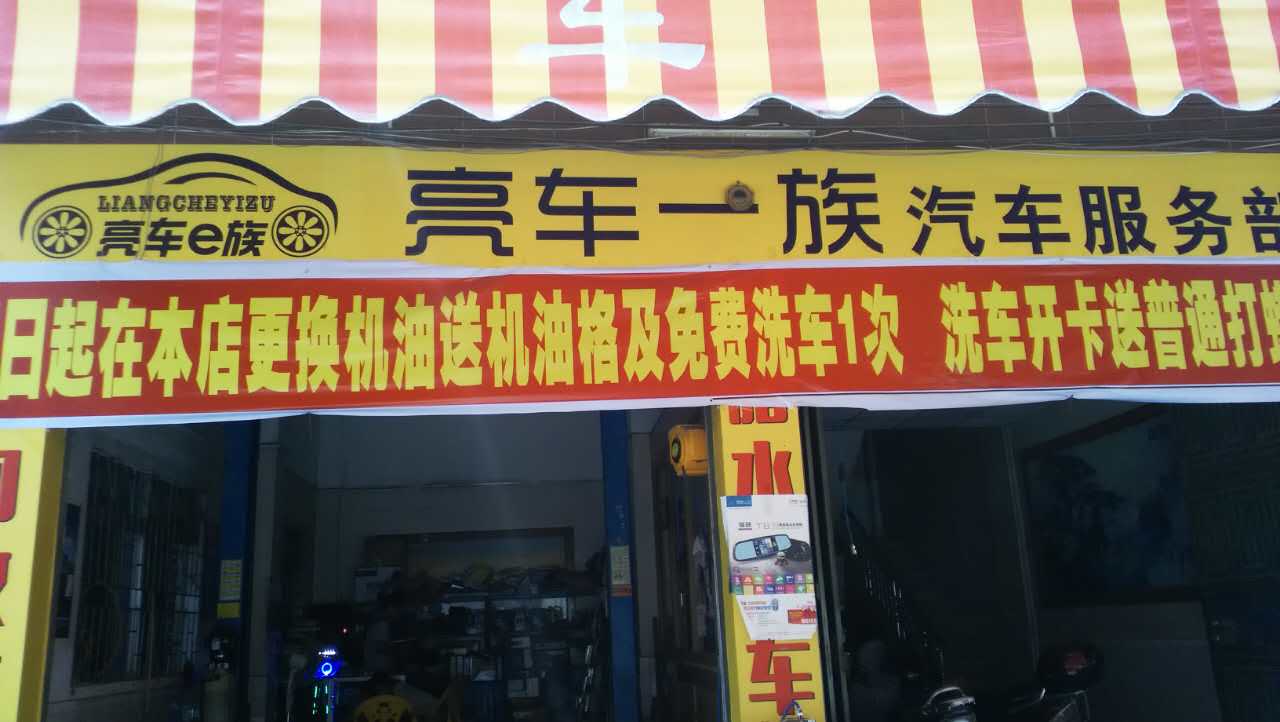 车
LIANGCHEYIZU
亮车e族
亮车一族 汽车服务部
日起在本店更换机油送机油格及免费洗车1次 洗车开卡送普通打
水
车